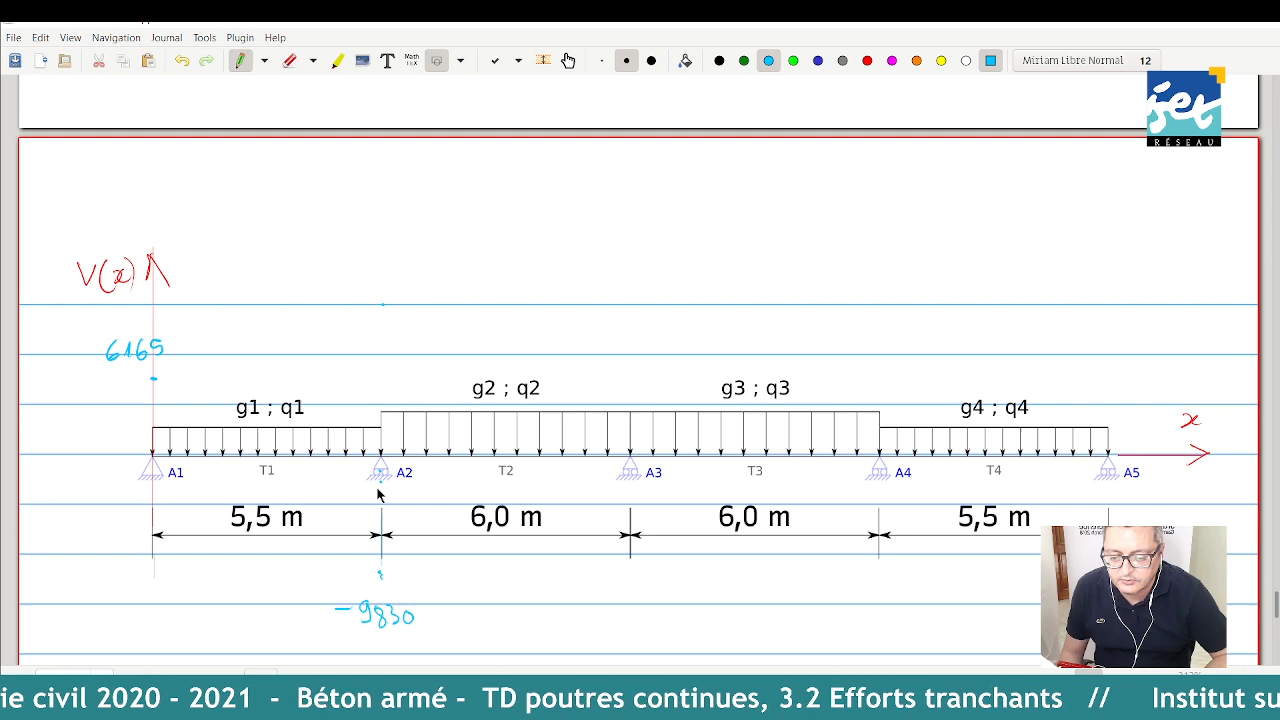 File Edit View Navigation Journal Tools Plugin Help
Math
Miriam Libre Normal 12
iset
RÉSEAU
V(x)
6165
g1 ; q1
g2 ; q2
g3 ; q3
g4 ; q4
x
A1 T1 A2 T2 A3 T3 A4 T4 A5
5,5 m 6,0 m 6,0 m 5,5 m
-9830
ie civil 2020 - 2021 - Béton armé - TD poutres continues, 3.2 Efforts tranchants // Institut su